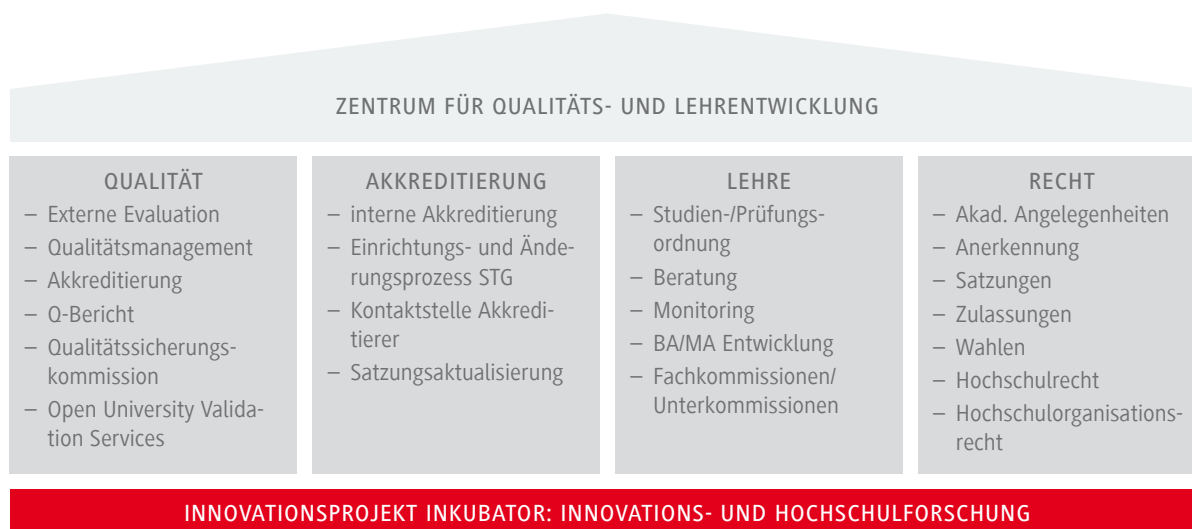 ZENTRUM FÜR QUALITÄTS- UND LEHRENTWICKLUNG
QUALITÄT
– Externe Evaluation
– Qualitätsmanagement
– Akkreditierung
– Q-Bericht
– Qualitätssicherungs-
kommission
– Open University Valida-
tion Services
AKKREDITIERUNG
– interne Akkreditierung
– Einrichtungs- und Ände-
rungsprozess STG
– Kontaktstelle Akkredi-
tierer
– Satzungsaktualisierung
LEHRE
– Studien-/Prüfungs-
ordnung
– Beratung
– Monitoring
– BA/MA Entwicklung
– Fachkommissionen/
Unterkommissionen
RECHT
– Akad. Angelegenheiten
– Anerkennung
– Satzungen
– Zulassungen
– Wahlen
– Hochschulrecht
– Hochschulorganisations-
recht
INNOVATIONSPROJEKT INKUBATOR: INNOVATIONS- UND HOCHSCHULFORSCHUNG